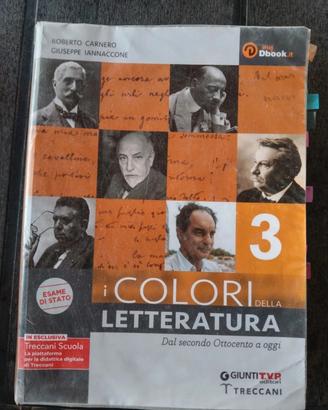 ROBERTO CARNERO
GIUSEPPE IANNACCONE
Dbook.it
3
ESAME
DI STATO
i COLORI DELLA
LETTERATURA
Dal secondo Ottocento a oggi
IN ESCLUSIVA
Treccani Scuola
La piattaforma
per la didattica digitale
di Treccani
GIUNTI T.V.P.
editori
TRECCANI